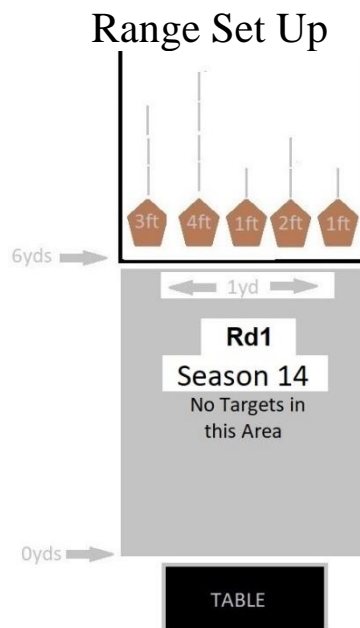 Range Set Up
3ft 4ft 1ft 2ft 1ft
6yds
1yd
Rd1
Season 14
No Targets in
this Area
0yds
TABLE